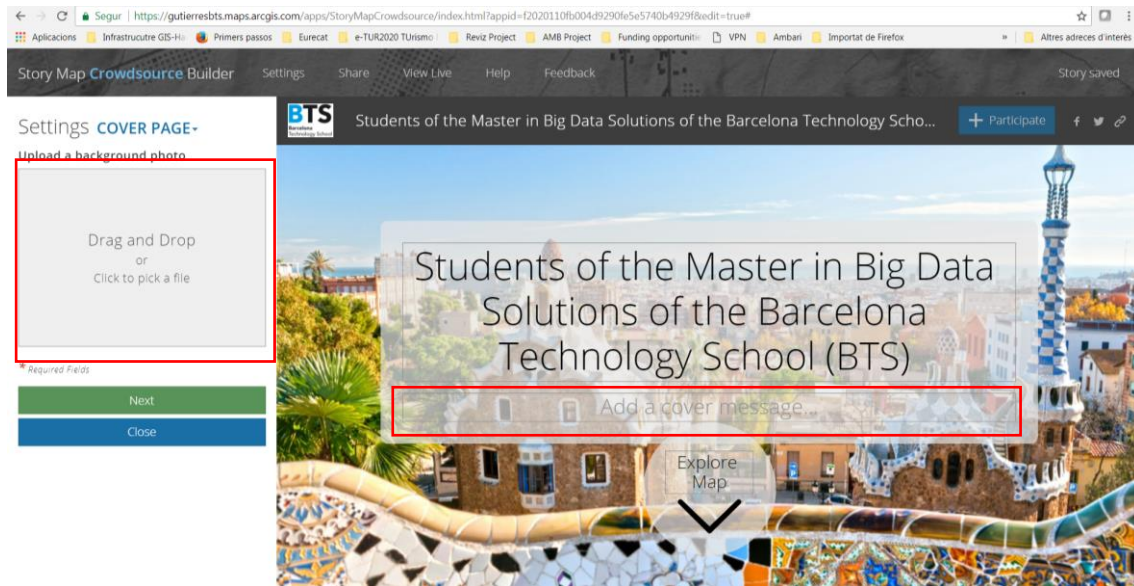 Segur | https://gutierresbts.maps.arcgis.com/apps/StoryMapCrowdsource/index.html?appid=f2020110fb004d9290fe5e5740b4929f&edit=true#
Aplicacions Infrastrucutre GIS-Ha Primers passos Eurecat e-TUR2020 TUrismo Reviz Project AMB Project Funding opportunitie VPN Ambari Importat de Firefox » Altres adreces d'interès
Story Map Crowdsource Builder Settings Share View Live Help Feedback Story saved
Settings COVER PAGE
BTS
Barcelona
Technology School
Students of the Master in Big Data Solutions of the Barcelona Technology Scho...
+ Participate
Upload a background photo
Drag and Drop
or
Click to pick a file
* Required Fields
Next
Close
Students of the Master in Big Data
Solutions of the Barcelona
Technology School (BTS)
Add a cover message...
Explore
Map